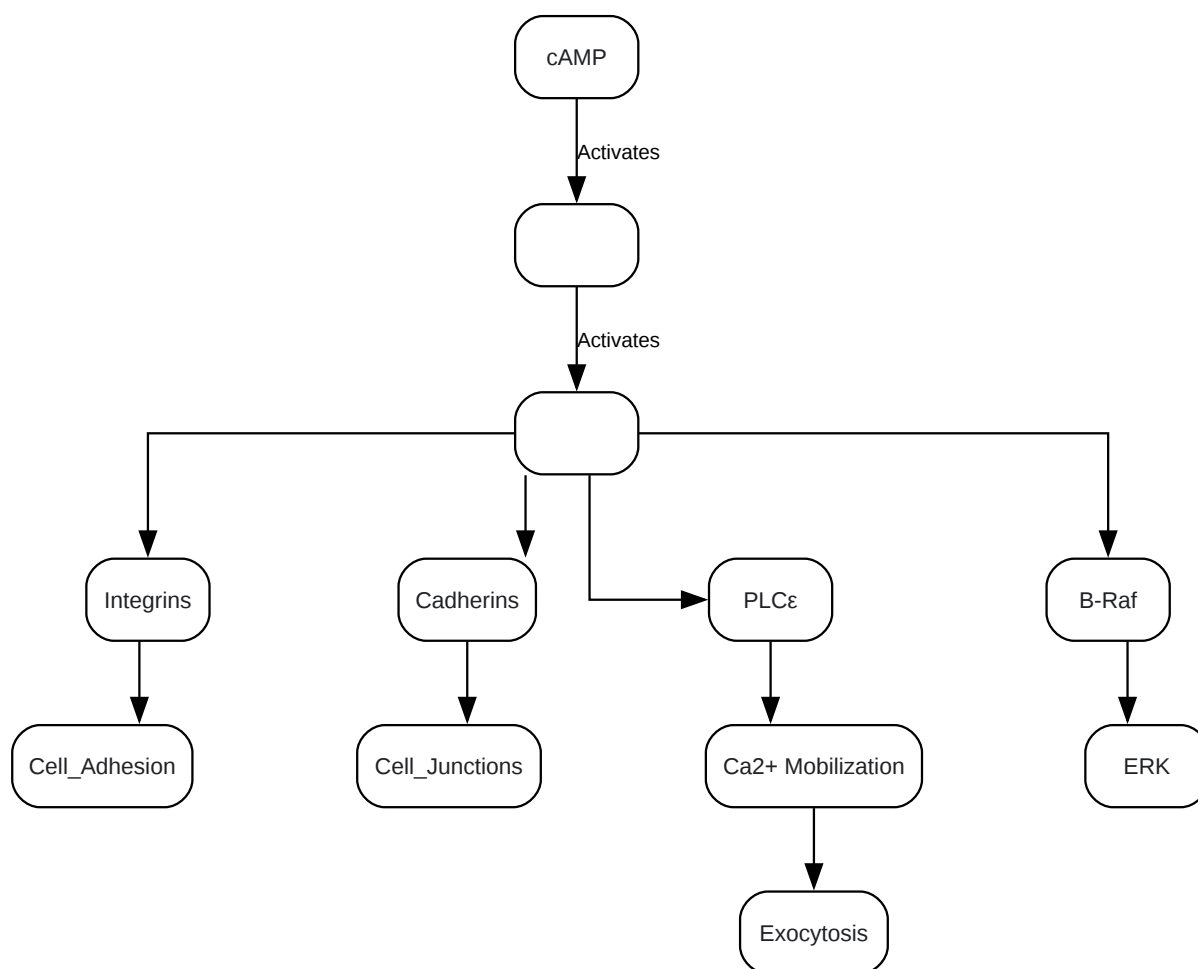 cAMP
Activates
Activates
Integrins
Cadherins
PLCε
B-Raf
Cell_Adhesion
Cell_Junctions
Ca2+ Mobilization
ERK
Exocytosis